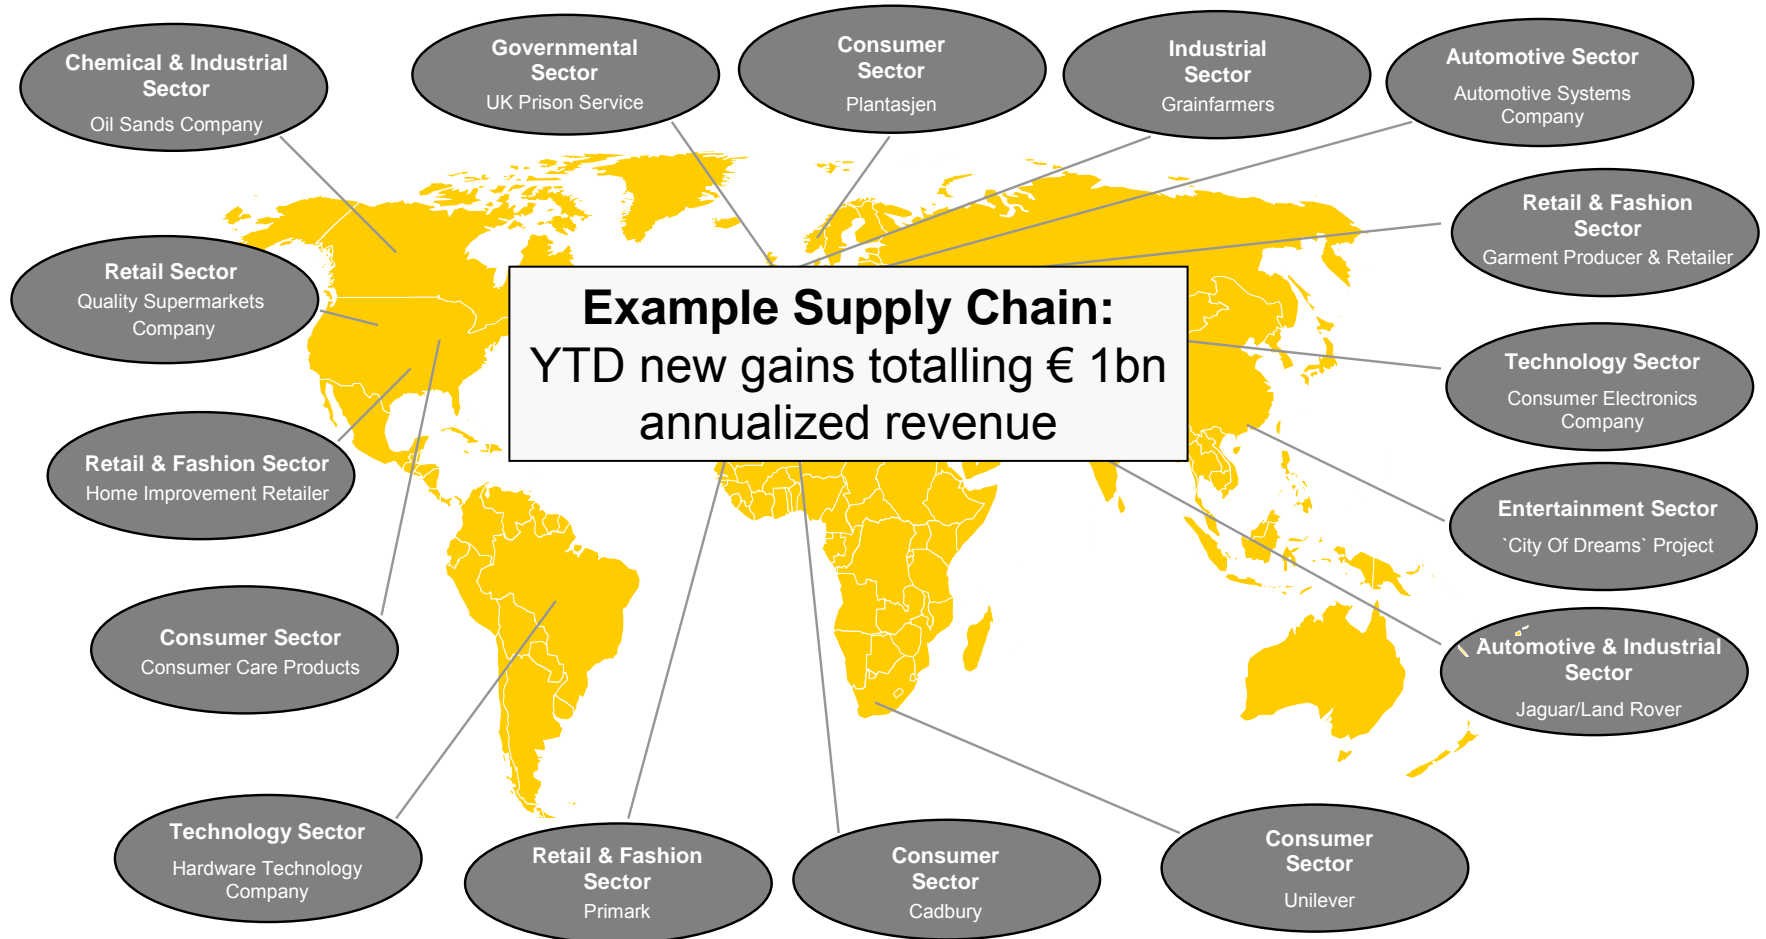 Chemical & Industrial
Sector
Oil Sands Company
Governmental
Sector
UK Prison Service
Consumer
Sector
Plantasjen
Industrial
Sector
Grainfarmers
Automotive Sector
Automotive Systems
Company
Retail & Fashion
Sector
Garment Producer & Retailer
Retail Sector
Quality Supermarkets
Company
Example Supply Chain:
YTD new gains totalling € 1bn
annualized revenue
Technology Sector
Consumer Electronics
Company
Retail & Fashion Sector
Home Improvement Retailer
Entertainment Sector
`City Of Dreams` Project
Consumer Sector
Consumer Care Products
Automotive & Industrial
Sector
Jaguar/Land Rover
Technology Sector
Hardware Technology
Company
Retail & Fashion
Sector
Primark
Consumer
Sector
Cadbury
Consumer
Sector
Unilever